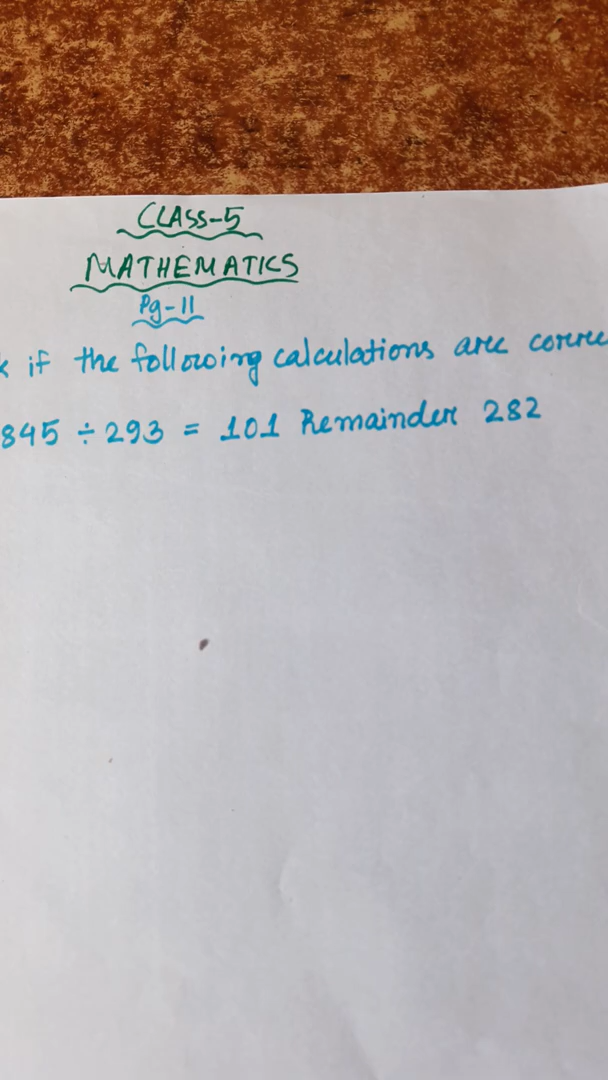 CLASS-5
MATHEMATICS
Pg-11
if the following calculations are
845 ÷ 293 = 101 Remainder 282